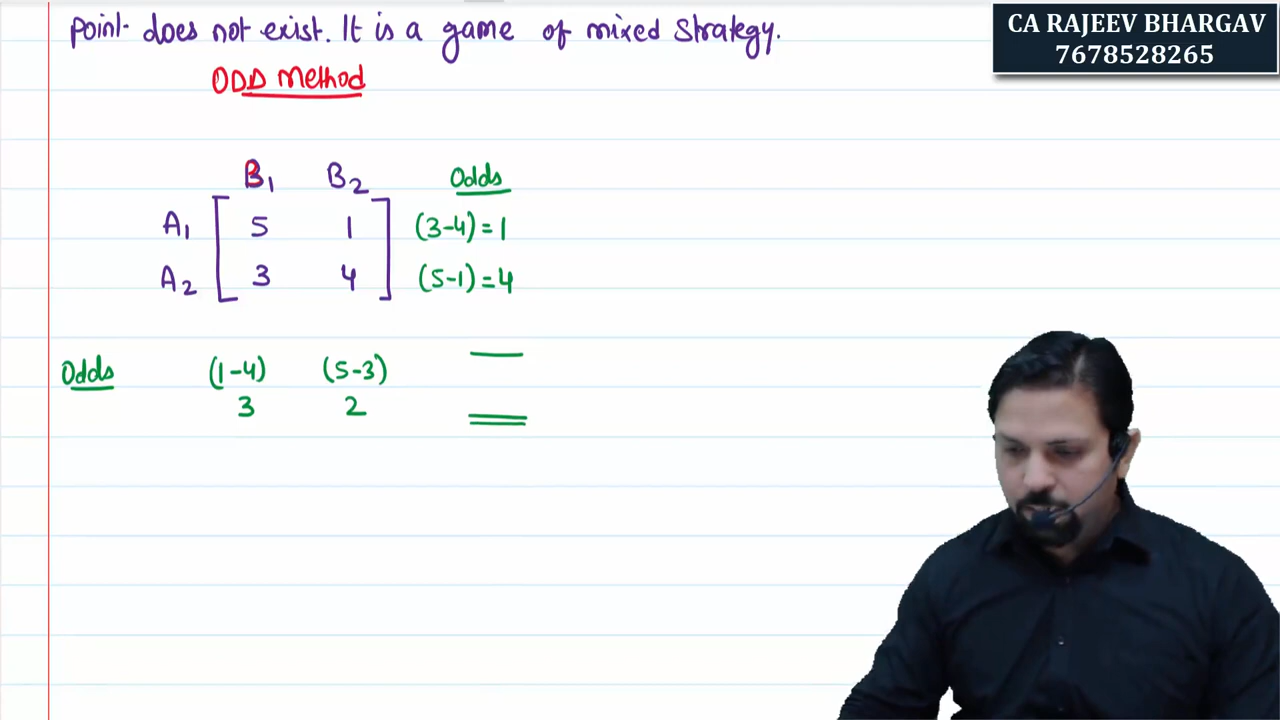 Point does not exist. It is a game of mixed strategy.
CA RAJEEV BHARGAV
7678528265
ODD Method
B1 B2 Odds
A1 5 1 (3-4)=1
A2 3 4 (5-1)=4
Odds (1-4) (5-3)
3 2